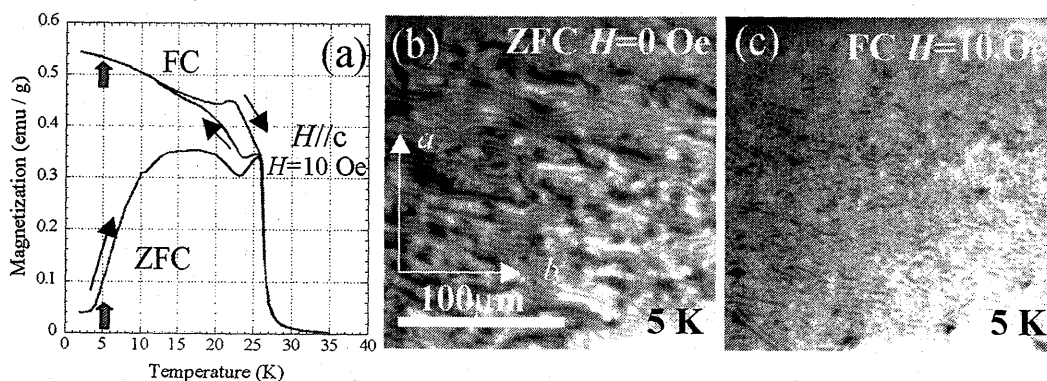 (a)
FC
H//c
H=10 Oe
ZFC
Magnetization (emu / g)
0.6
0.5
0.4
0.3
0.2
0.1
0
0 5 10 15 20 25 30 35 40
Temperature (K)
(b) ZFC H=0 Oe
a
b
100μm
5 K
(c) FC H=10 Oe
5 K